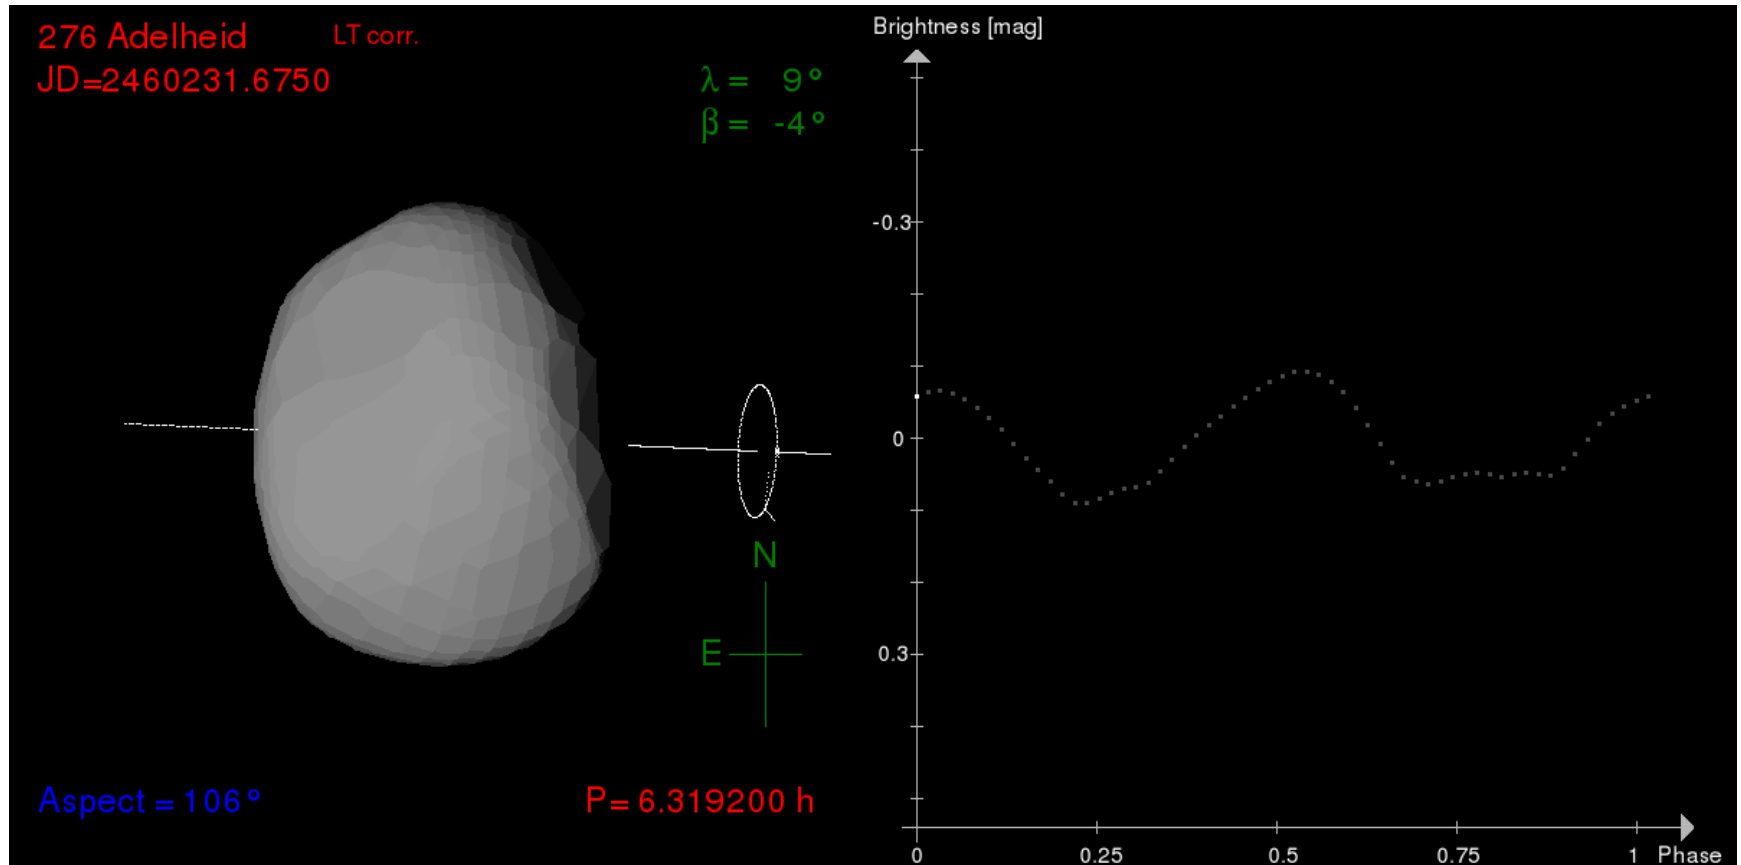 276 Adelheid
LT corr.
JD=2460231.6750
λ = 9°
β = -4°
N
E
Aspect = 106°
P= 6.319200 h
Brightness [mag]
-0.3
0
0.3
0
0.25
0.5
0.75
1
Phase